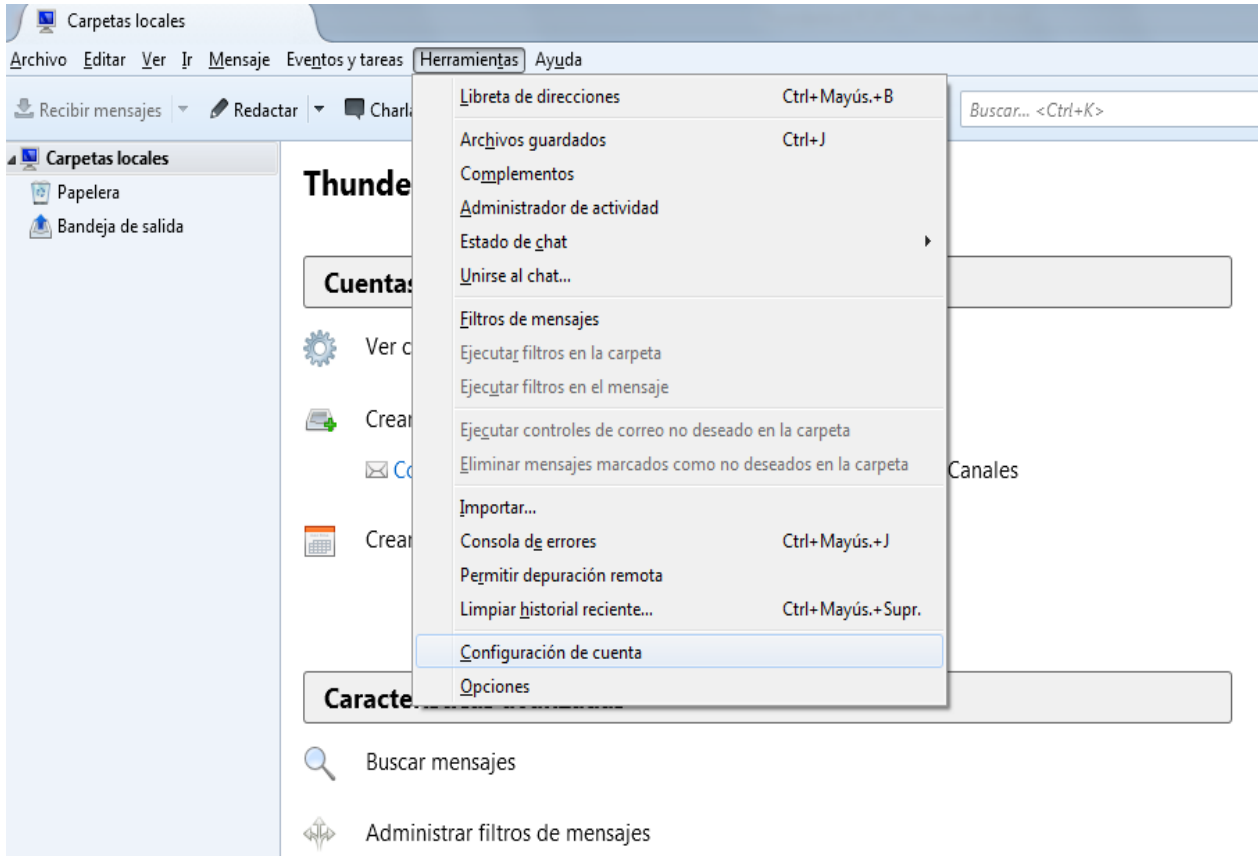 Carpetas locales
Archivo Editar Ver Ir Mensaje Eventos y tareas Herramientas Ayuda
Recibir mensajes Redactar Buscar... <Ctrl+K>
Libreta de direcciones Ctrl+Mayús.+B
Archivos guardados Ctrl+J
Complementos
Administrador de actividad
Estado de chat
Unirse al chat...
Filtros de mensajes
Ejecutar filtros en la carpeta
Ejecutar filtros en el mensaje
Ejecutar controles de correo no deseado en la carpeta
Eliminar mensajes marcados como no deseados en la carpeta
Importar...
Consola de errores Ctrl+Mayús.+J
Permitir depuración remota
Limpiar historial reciente... Ctrl+Mayús.+Supr.
Configuración de cuenta
Opciones
Carpetas locales
Papelera
Bandeja de salida
Thunde
Cuentas
Ver c
Crear
Co
Canales
Crear
Caracte
Buscar mensajes
Administrar filtros de mensajes